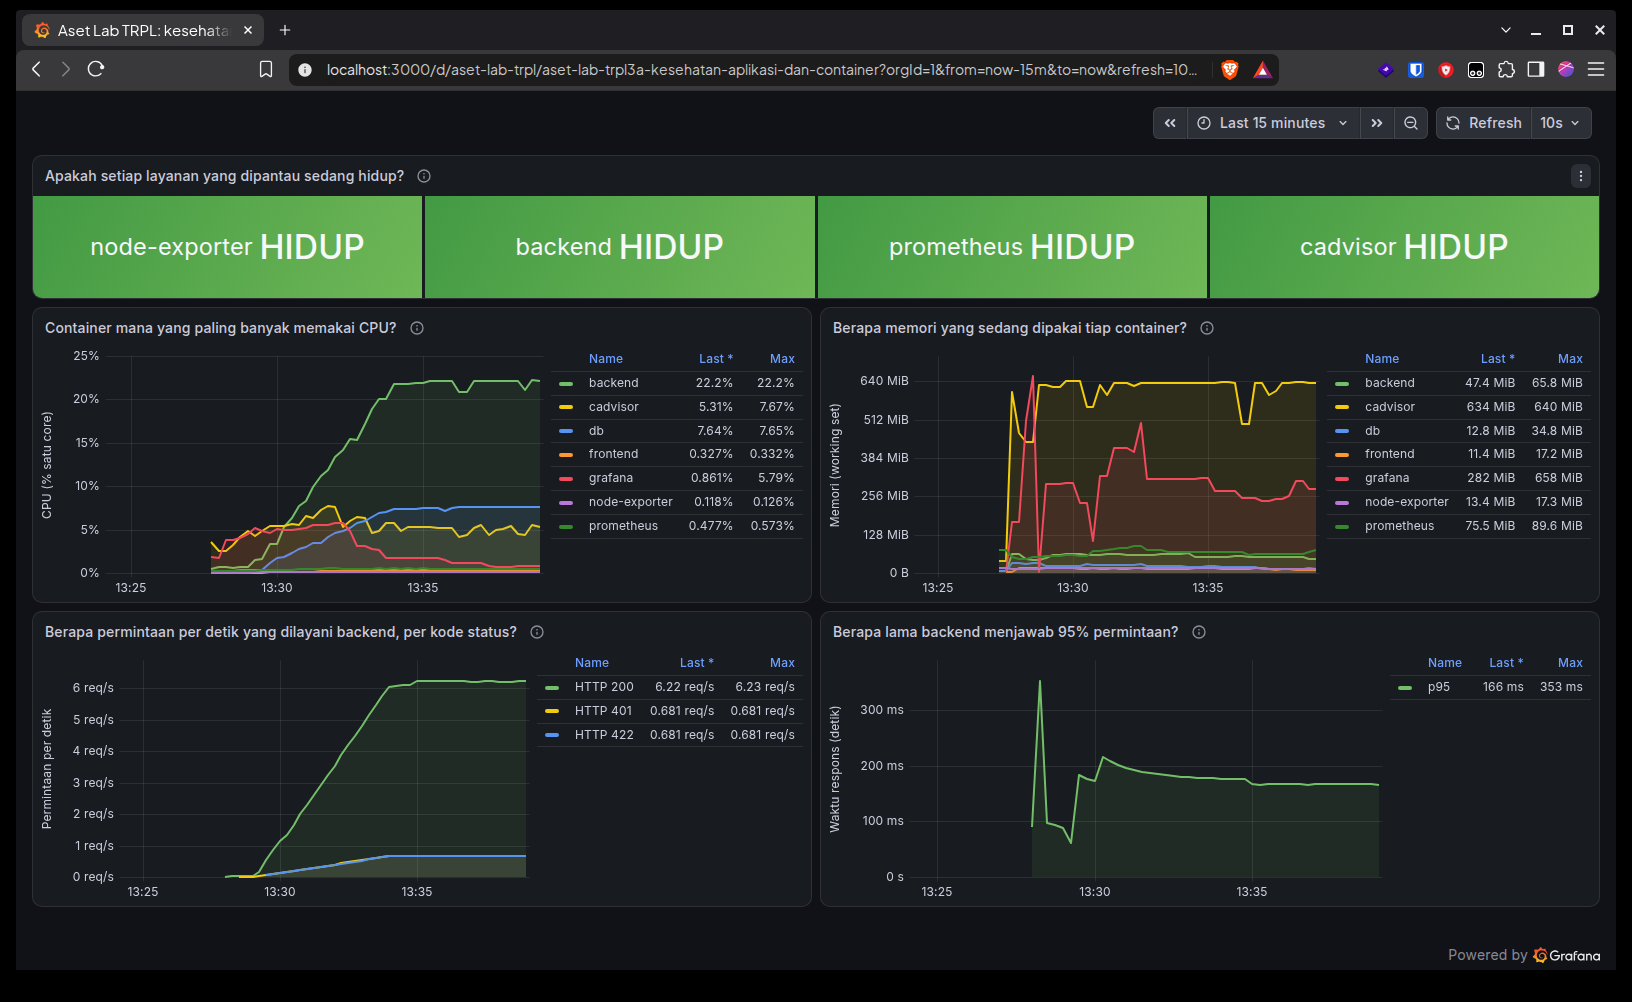 Aset Lab TRPL: kesehata
localhost:3000/d/aset-lab-trpl/aset-lab-trpl3a-kesehatan-aplikasi-dan-container?orgId=1&from=now-15m&to=now&refresh=10...
Last 15 minutes
Refresh
10s
Apakah setiap layanan yang dipantau sedang hidup?
node-exporter HIDUP
backend HIDUP
prometheus HIDUP
cadvisor HIDUP
Container mana yang paling banyak memakai CPU?
CPU (% satu core)
25%
20%
15%
10%
5%
0%
13:25
13:30
13:35
Name Last * Max
backend 22.2% 22.2%
cadvisor 5.31% 7.67%
db 7.64% 7.65%
frontend 0.327% 0.332%
grafana 0.861% 5.79%
node-exporter 0.118% 0.126%
prometheus 0.477% 0.573%
Berapa memori yang sedang dipakai tiap container?
Memori (working set)
640 MiB
512 MiB
384 MiB
256 MiB
128 MiB
0 B
13:25
13:30
13:35
Name Last * Max
backend 47.4 MiB 65.8 MiB
cadvisor 634 MiB 640 MiB
db 12.8 MiB 34.8 MiB
frontend 11.4 MiB 17.2 MiB
grafana 282 MiB 658 MiB
node-exporter 13.4 MiB 17.3 MiB
prometheus 75.5 MiB 89.6 MiB
Berapa permintaan per detik yang dilayani backend, per kode status?
Permintaan per detik
6 req/s
5 req/s
4 req/s
3 req/s
2 req/s
1 req/s
0 req/s
13:25
13:30
13:35
Name Last * Max
HTTP 200 6.22 req/s 6.23 req/s
HTTP 401 0.681 req/s 0.681 req/s
HTTP 422 0.681 req/s 0.681 req/s
Berapa lama backend menjawab 95% permintaan?
Waktu respons (detik)
300 ms
200 ms
100 ms
0 s
13:25
13:30
13:35
Name Last * Max
p95 166 ms 353 ms
Powered by Grafana